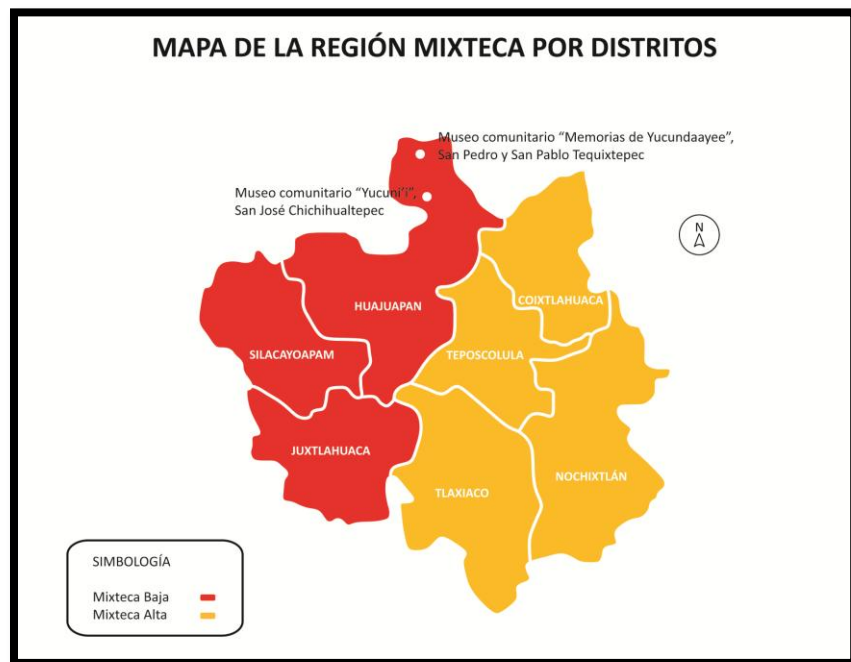 MAPA DE LA REGIÓN MIXTECA POR DISTRITOS
Museo comunitario “Memorias de Yucundaayee”,
San Pedro y San Pablo Tequixtepec
Museo comunitario “Yucuni’i”,
San José Chichihualtepec
N
COIXTLAHUACA
HUAJUAPAN
SILACAYOAPAM
TEPOSCOLULA
JUXTLAHUACA
NOCHIXTLÁN
TLAXIACO
SIMBOLOGÍA
Mixteca Baja
Mixteca Alta